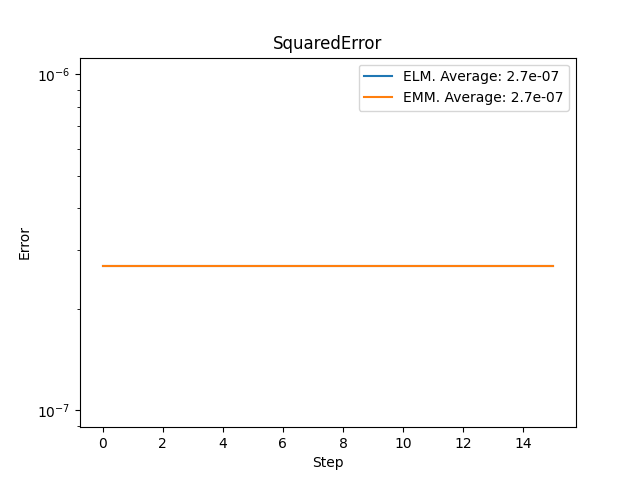 SquaredError
ELM. Average: 2.7e-07
EMM. Average: 2.7e-07
10⁻⁶
10⁻⁷
Error
0 2 4 6 8 10 12 14
Step